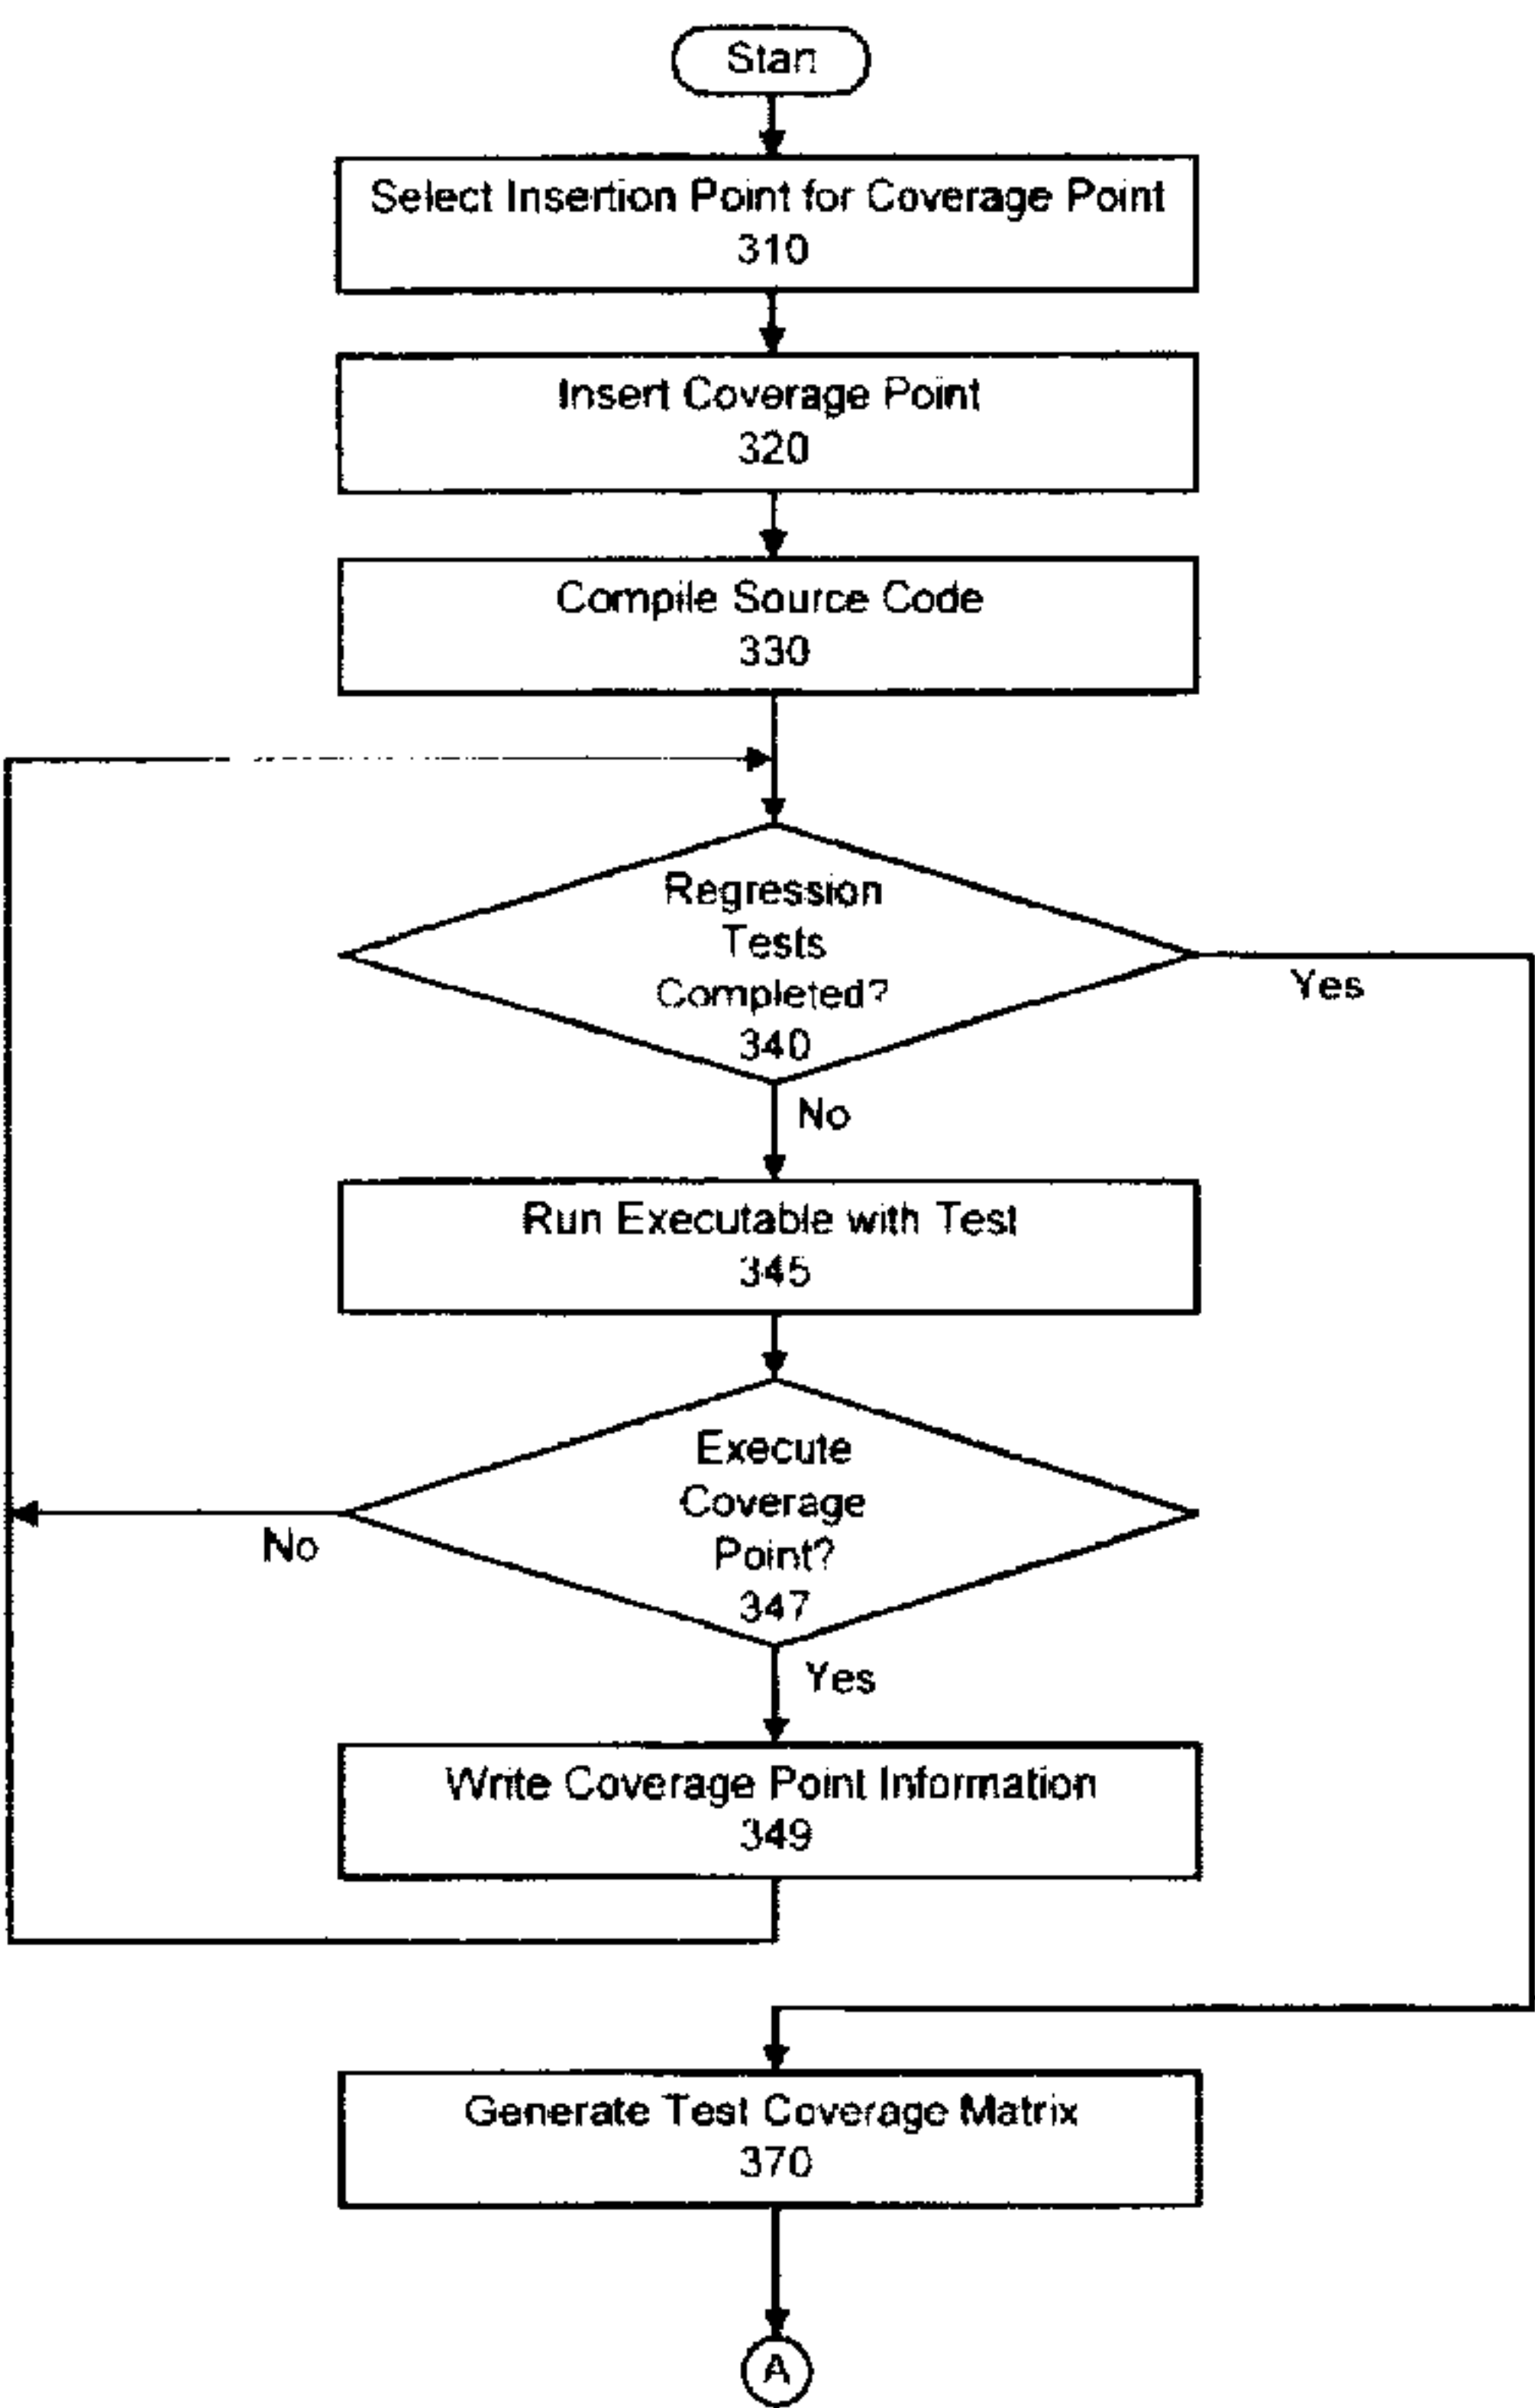 Start
Select Insertion Point for Coverage Point
310
Insert Coverage Point
320
Compile Source Code
330
Regression
Tests
Completed?
340
Yes
No
Run Executable with Test
345
Execute
Coverage
Point?
347
No
Yes
Write Coverage Point Information
349
Generate Test Coverage Matrix
370
A